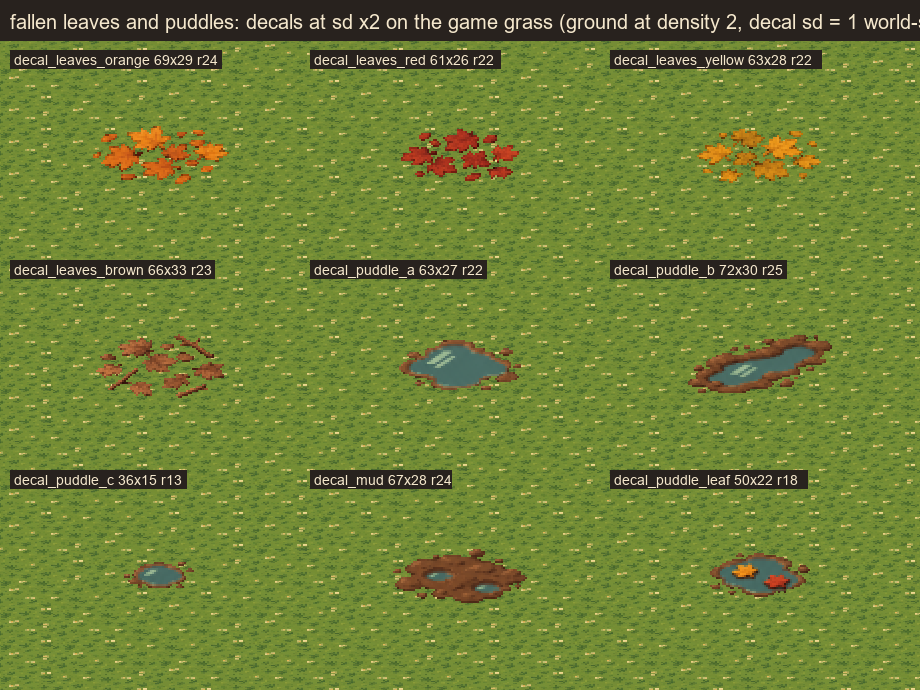 fallen leaves and puddles: decals at sd x2 on the game grass (ground at density 2, decal sd = 1 world-s
decal_leaves_orange 69x29 r24
decal_leaves_red 61x26 r22
decal_leaves_yellow 63x28 r22
decal_leaves_brown 66x33 r23
decal_puddle_a 63x27 r22
decal_puddle_b 72x30 r25
decal_puddle_c 36x15 r13
decal_mud 67x28 r24
decal_puddle_leaf 50x22 r18